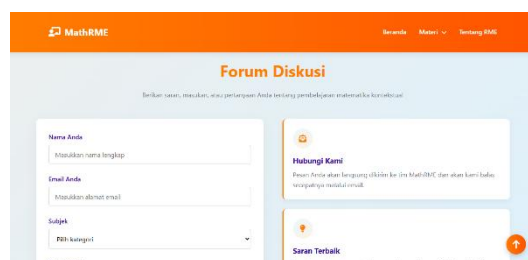 MathRME
Beranda Materi Tentang RME
Forum Diskusi
Berikan saran, masukan, atau pertanyaan Anda tentang pembelajaran matematika kontekstual
Nama Anda
Masukkan nama lengkap
Email Anda
Masukkan alamat email
Subjek
Pilih kategori
Hubungi Kami
Pesan Anda akan langsung dikirim ke tim MathRME dan akan kami balas
secepatnya melalui email.
Saran Terbaik